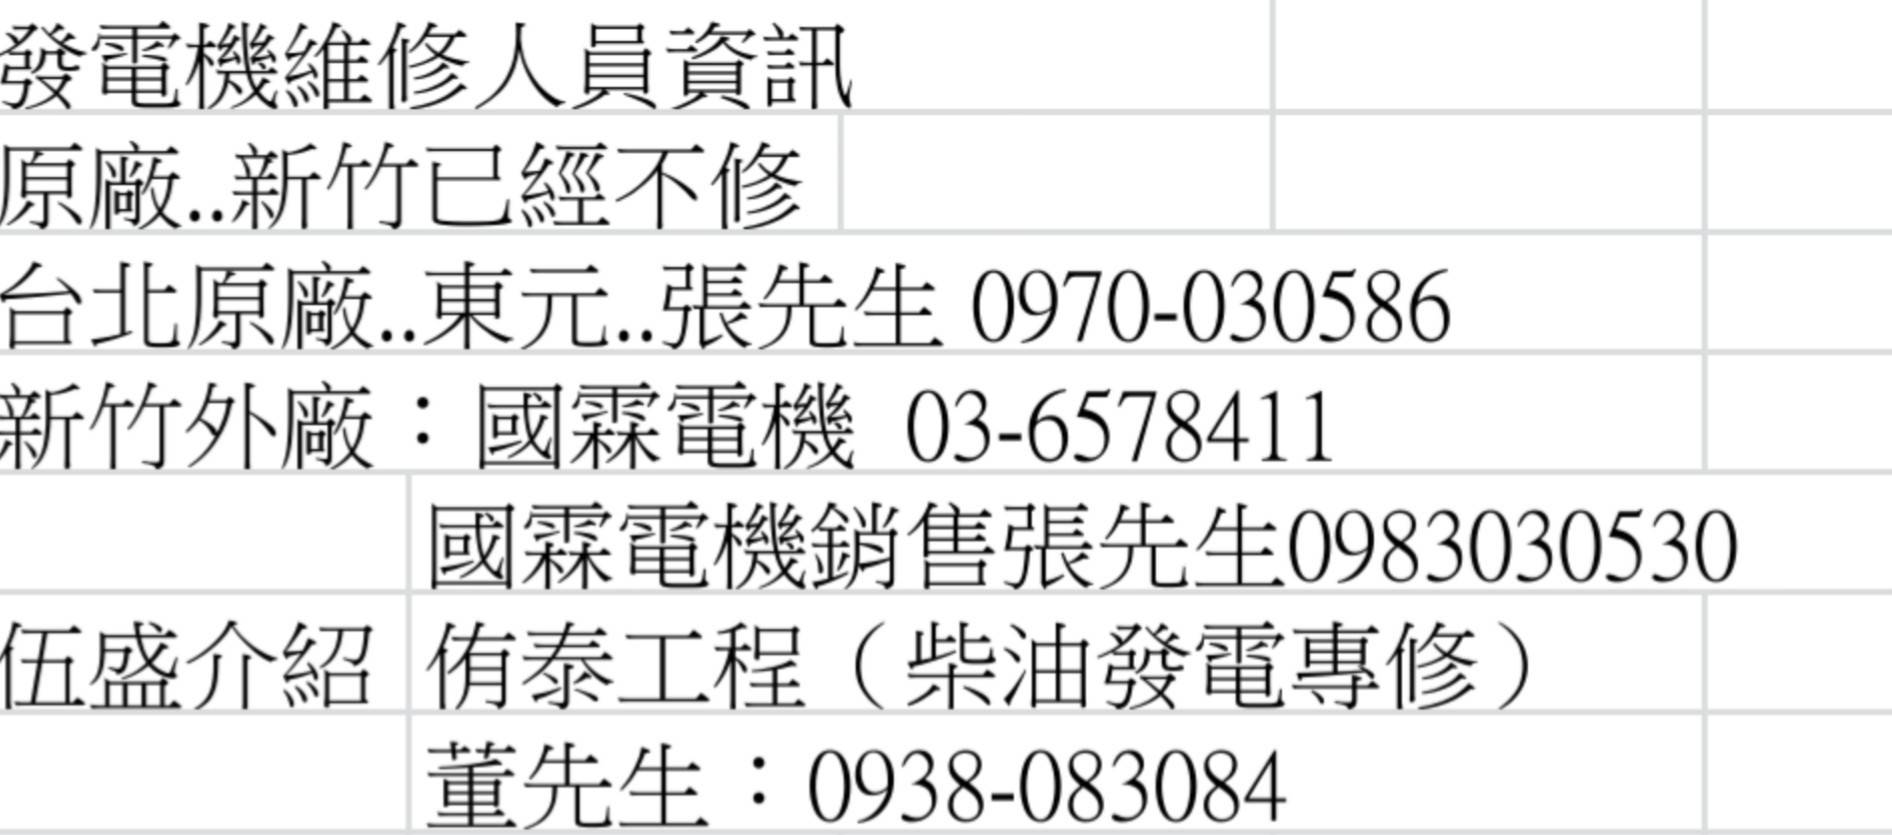 發電機維修人員資訊
原廠..新竹已經不修
台北原廠..東元..張先生 0970-030586
新竹外廠：國霖電機 03-6578411
國霖電機銷售張先生0983030530
伍盛介紹 侑泰工程（柴油發電專修）
董先生：0938-083084